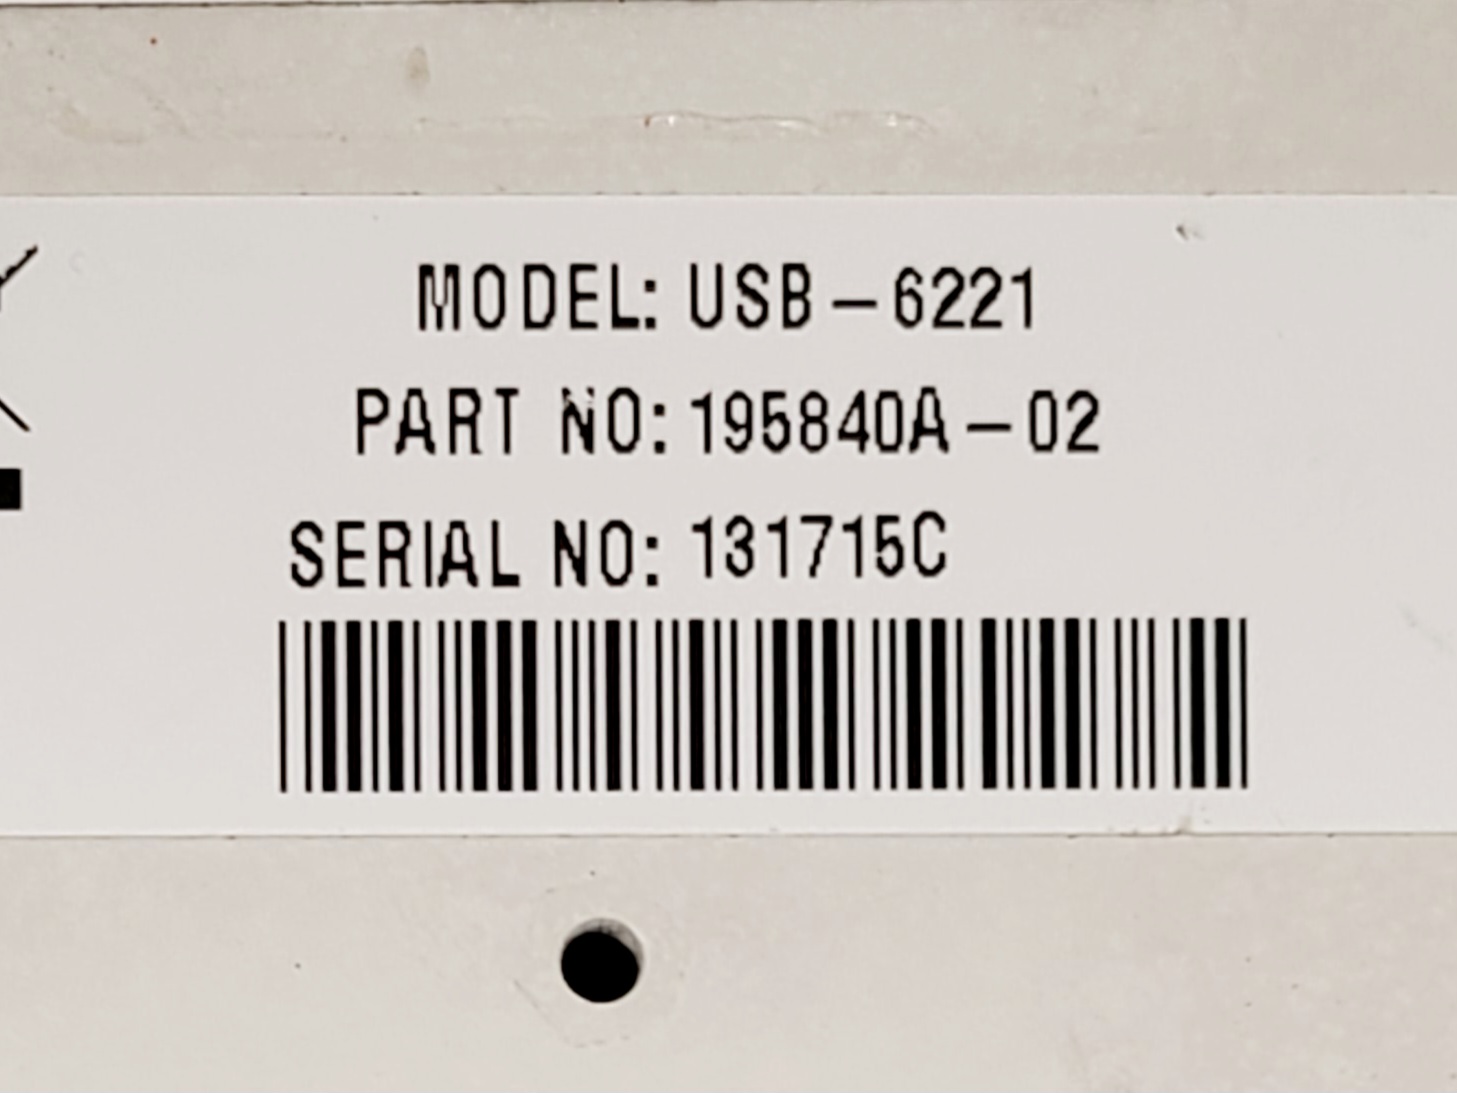 MODEL: USB-6221
PART NO: 195840A-02
SERIAL NO: 131715C